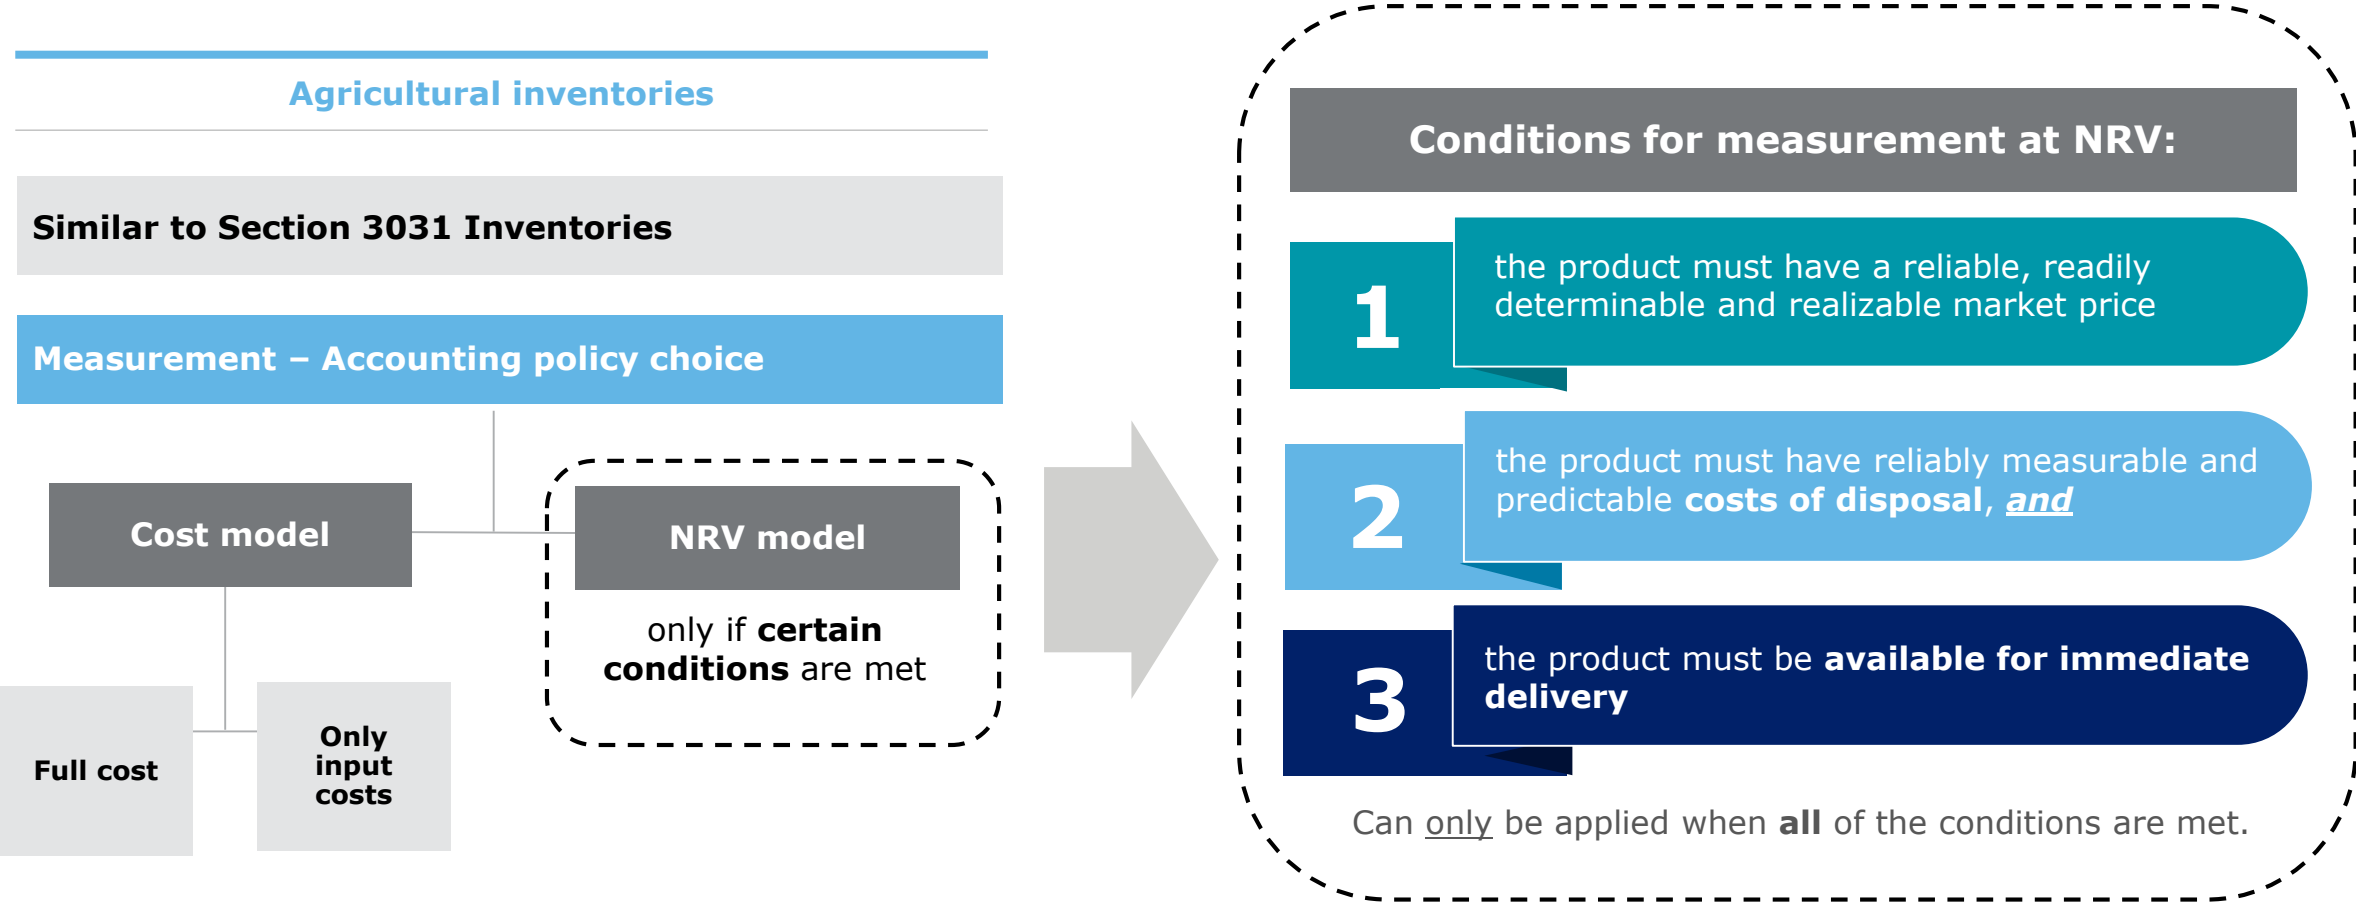 Agricultural inventories
Similar to Section 3031 Inventories
Measurement – Accounting policy choice
Cost model
NRV model
only if certain
conditions are met
Full cost
Only
input
costs
Conditions for measurement at NRV:
1
the product must have a reliable, readily
determinable and realizable market price
2
the product must have reliably measurable and
predictable costs of disposal, and
3
the product must be available for immediate
delivery
Can only be applied when all of the conditions are met.